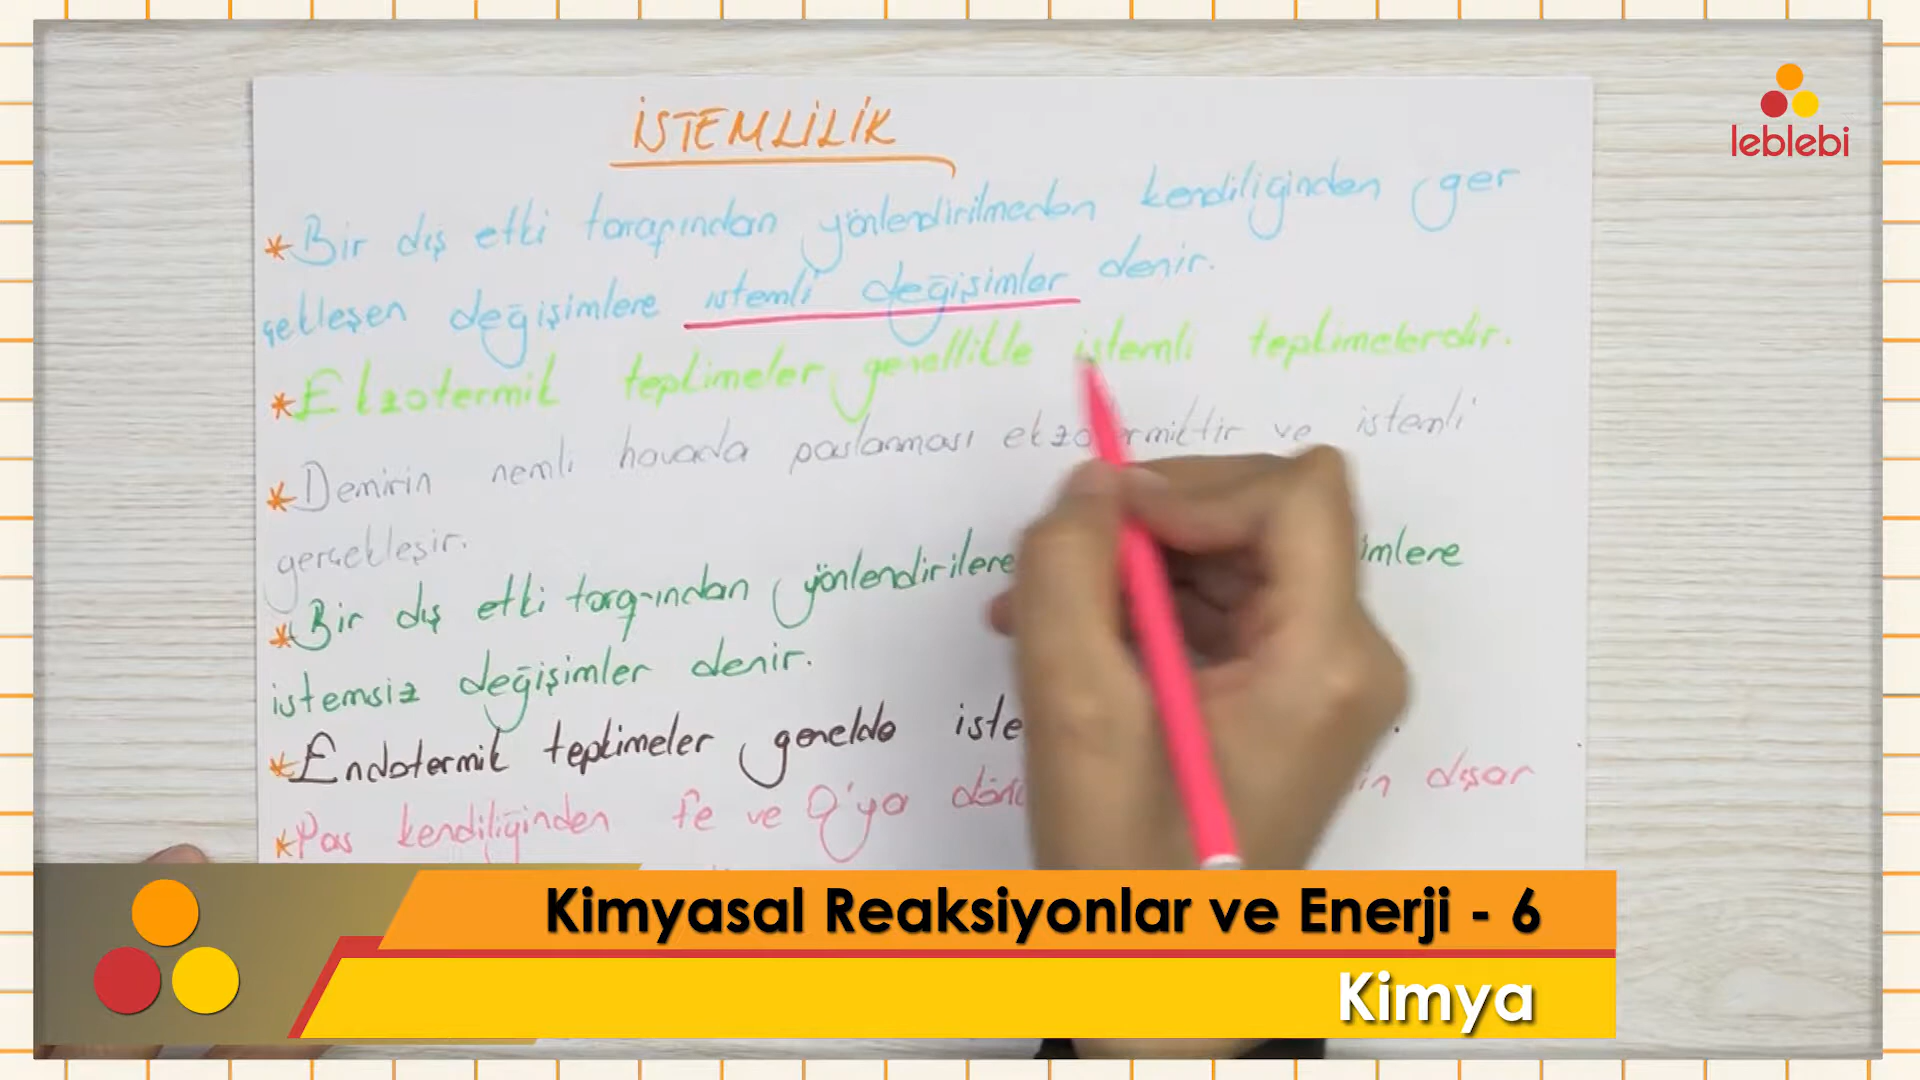 İSTEMLİLİK
leblebi
* Bir dış etki tarafından yönlendirilmeden kendiliğinden ger
çekleşen değişimlere istemli değişimler denir.
* Ekzotermik tepkimeler genellikle istemli tepkimelerdir.
* Demirin nemli havada paslanması ekzotermiktir ve istemli
gerçekleşir.
* Bir dış etki tarafından yönlendirilere imlere
istemsiz değişimler denir.
* Endotermik tepkimeler genelde iste
* Pas kendiliğinden Fe ve O₂'ya dışar
Kimyasal Reaksiyonlar ve Enerji - 6
Kimya